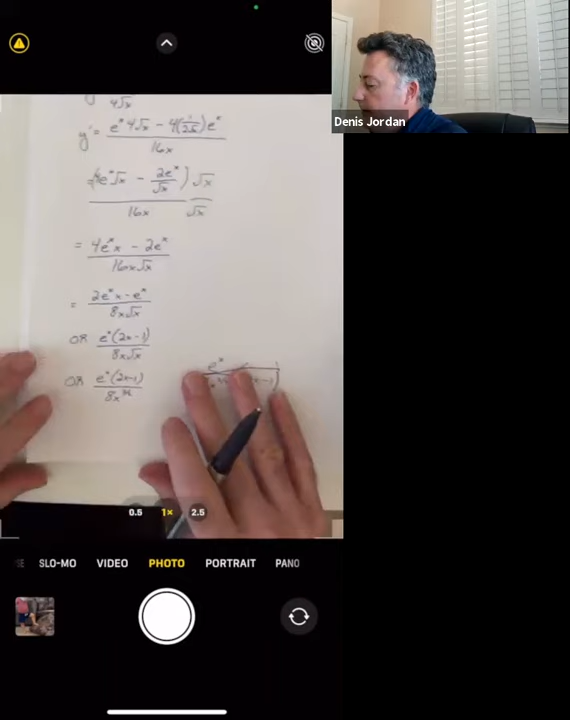 Denis Jordan
4√x
y' = e^x 4√x - 4(1/2√x)e^x / 16x
(4e^x√x - 2e^x/√x) √x / 16x √x
= 4e^x x - 2e^x / 16x√x
= 2e^x x - e^x / 8x√x
OR e^x(2x-1) / 8x√x
OR e^x(2x-1) / 8x^3/2
0.5 1× 2.5
SLO-MO VIDEO PHOTO PORTRAIT PANO